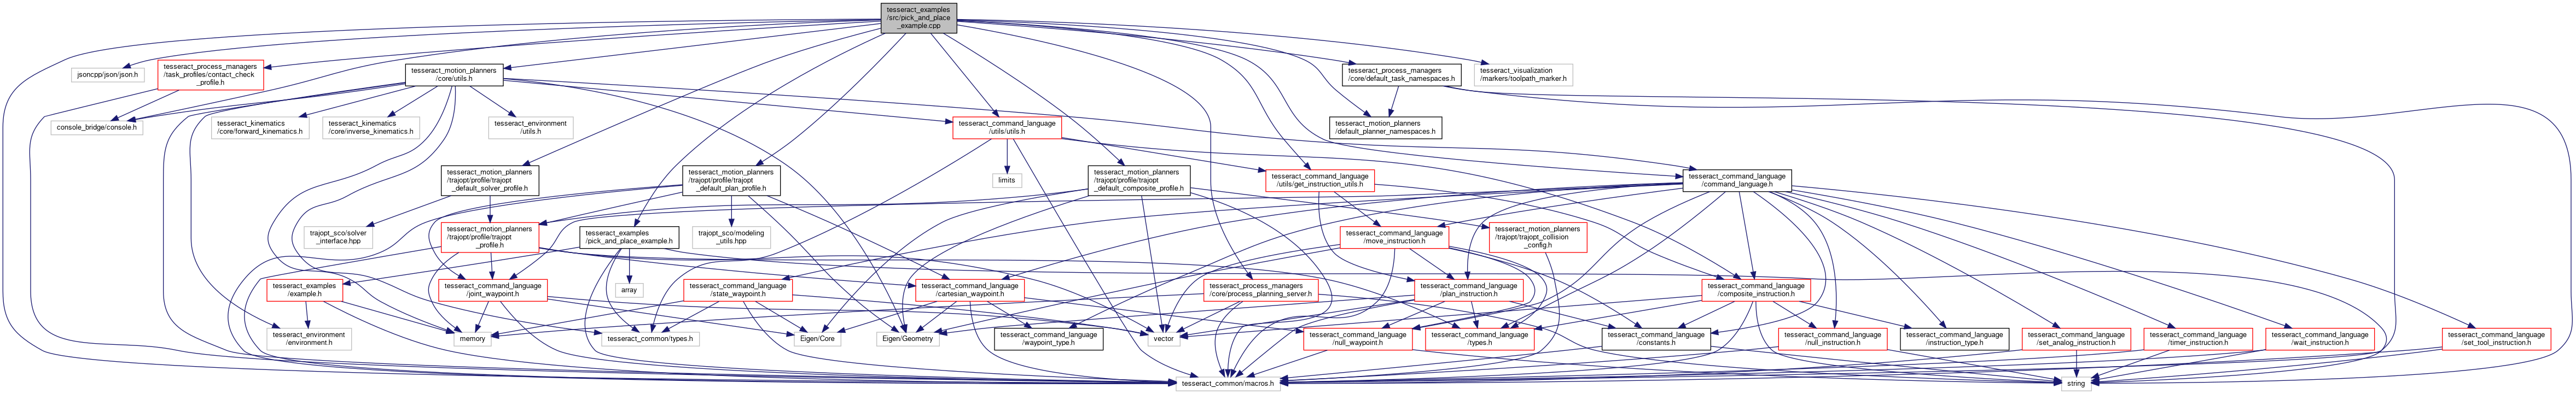 tesseract_examples
/src/pick_and_place
_example.cpp
jsoncpp/json/json.h
tesseract_process_managers
/task_profiles/contact_check
_profile.h
tesseract_motion_planners
/core/utils.h
tesseract_process_managers
/core/default_task_namespaces.h
tesseract_visualization
/markers/toolpath_marker.h
console_bridge/console.h
tesseract_kinematics
/core/forward_kinematics.h
tesseract_kinematics
/core/inverse_kinematics.h
tesseract_environment
/utils.h
tesseract_command_language
/utils/utils.h
tesseract_motion_planners
/default_planner_namespaces.h
tesseract_motion_planners
/trajopt/profile/trajopt
_default_solver_profile.h
tesseract_motion_planners
/trajopt/profile/trajopt
_default_plan_profile.h
limits
tesseract_motion_planners
/trajopt/profile/trajopt
_default_composite_profile.h
tesseract_command_language
/utils/get_instruction_utils.h
tesseract_command_language
/command_language.h
trajopt_sco/solver
_interface.hpp
tesseract_motion_planners
/trajopt/profile/trajopt
_profile.h
tesseract_examples
/pick_and_place_example.h
trajopt_sco/modeling
_utils.hpp
tesseract_command_language
/move_instruction.h
tesseract_motion_planners
/trajopt/trajopt_collision
_config.h
tesseract_examples
/example.h
tesseract_command_language
/joint_waypoint.h
array
tesseract_command_language
/state_waypoint.h
tesseract_command_language
/cartesian_waypoint.h
tesseract_process_managers
/core/process_planning_server.h
tesseract_command_language
/plan_instruction.h
tesseract_command_language
/composite_instruction.h
tesseract_environment
/environment.h
memory
tesseract_common/types.h
Eigen/Core
Eigen/Geometry
tesseract_command_language
/waypoint_type.h
vector
tesseract_command_language
/null_waypoint.h
tesseract_command_language
/types.h
tesseract_command_language
/constants.h
tesseract_command_language
/null_instruction.h
tesseract_command_language
/instruction_type.h
tesseract_command_language
/set_analog_instruction.h
tesseract_command_language
/timer_instruction.h
tesseract_command_language
/wait_instruction.h
tesseract_command_language
/set_tool_instruction.h
tesseract_common/macros.h
string